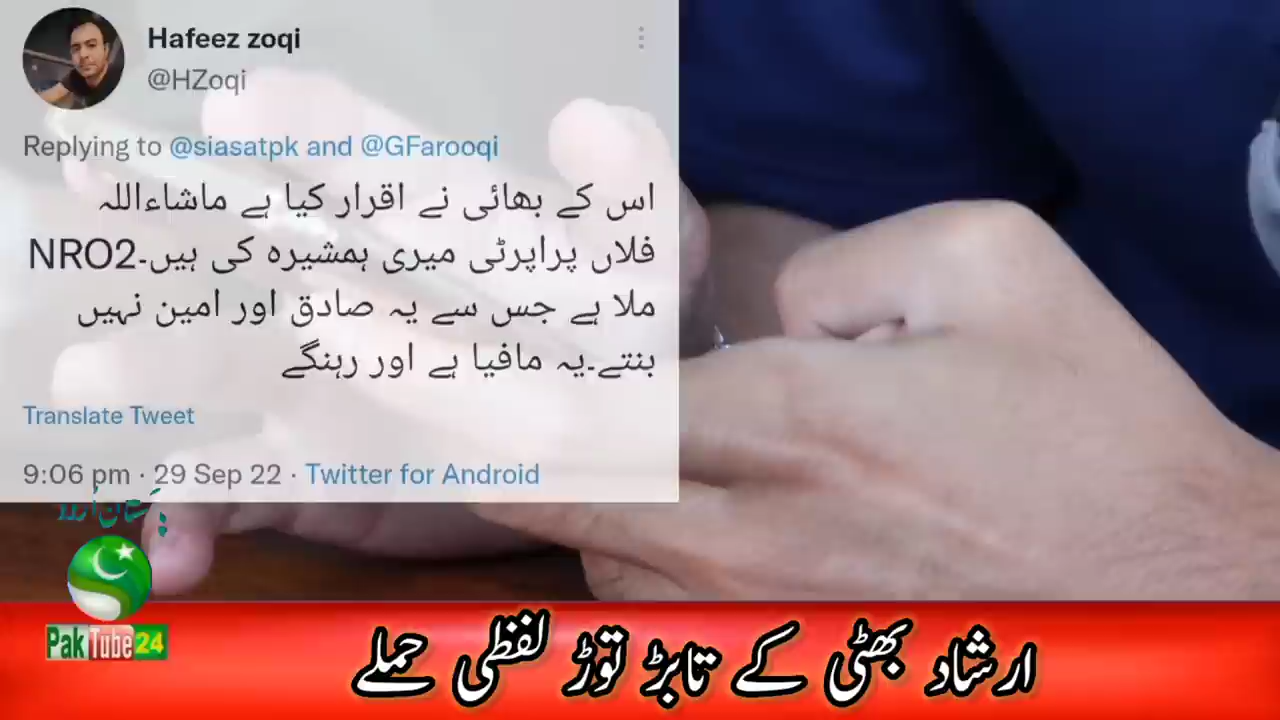 Hafeez zoqi
@HZoqi
Replying to @siasatpk and @GFarooqi
اس کے بھائی نے اقرار کیا ہے ماشاءاللہ
فلاں پراپرٹی میری ہمشیرہ کی ہیں۔NRO2
ملا ہے جس سے یہ صادق اور امین نہیں
بنتے۔یہ مافیا ہے اور رہنگے
Translate Tweet
9:06 pm · 29 Sep 22 · Twitter for Android
پاکستان اُردو
PakTube24
ارشاد بھٹی کے تابڑ توڑ لفظی حملے